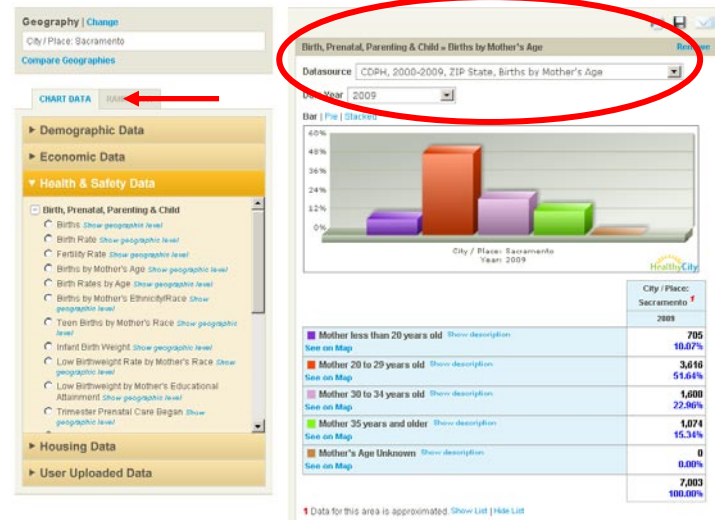 Geography | Change
City / Place: Sacramento
Compare Geographies
CHART DATA
Demographic Data
Economic Data
Health & Safety Data
Birth, Prenatal, Parenting & Child
Births Show geographic level
Birth Rate Show geographic level
Fertility Rate Show geographic level
Births by Mother's Age Show geographic level
Birth Rates by Age Show geographic level
Births by Mother's Ethnicity/Race Show
geographic level
Teen Births by Mother's Race Show geographic
level
Infant Birth Weight Show geographic level
Low Birthweight Rate by Mother's Race Show
geographic level
Low Birthweight by Mother's Educational
Attainment Show geographic level
Trimester Prenatal Care Began Show
geographic level
Housing Data
User Uploaded Data
Birth, Prenatal, Parenting & Child » Births by Mother's Age Remove
Datasource CDPH, 2000-2009, ZIP State, Births by Mother's Age
Year 2009
Bar | Pie | Stacked
60%
48%
36%
24%
12%
0%
City / Place: Sacramento
Year: 2009
HealthyCity
City / Place:
Sacramento 1
2009
Mother less than 20 years old Show description 705
See on Map 10.07%
Mother 20 to 29 years old Show description 3,616
See on Map 51.64%
Mother 30 to 34 years old Show description 1,608
See on Map 22.96%
Mother 35 years and older Show description 1,074
See on Map 15.34%
Mother's Age Unknown Show description 0
See on Map 0.00%
7,003
100.00%
1 Data for this area is approximated. Show List | Hide List